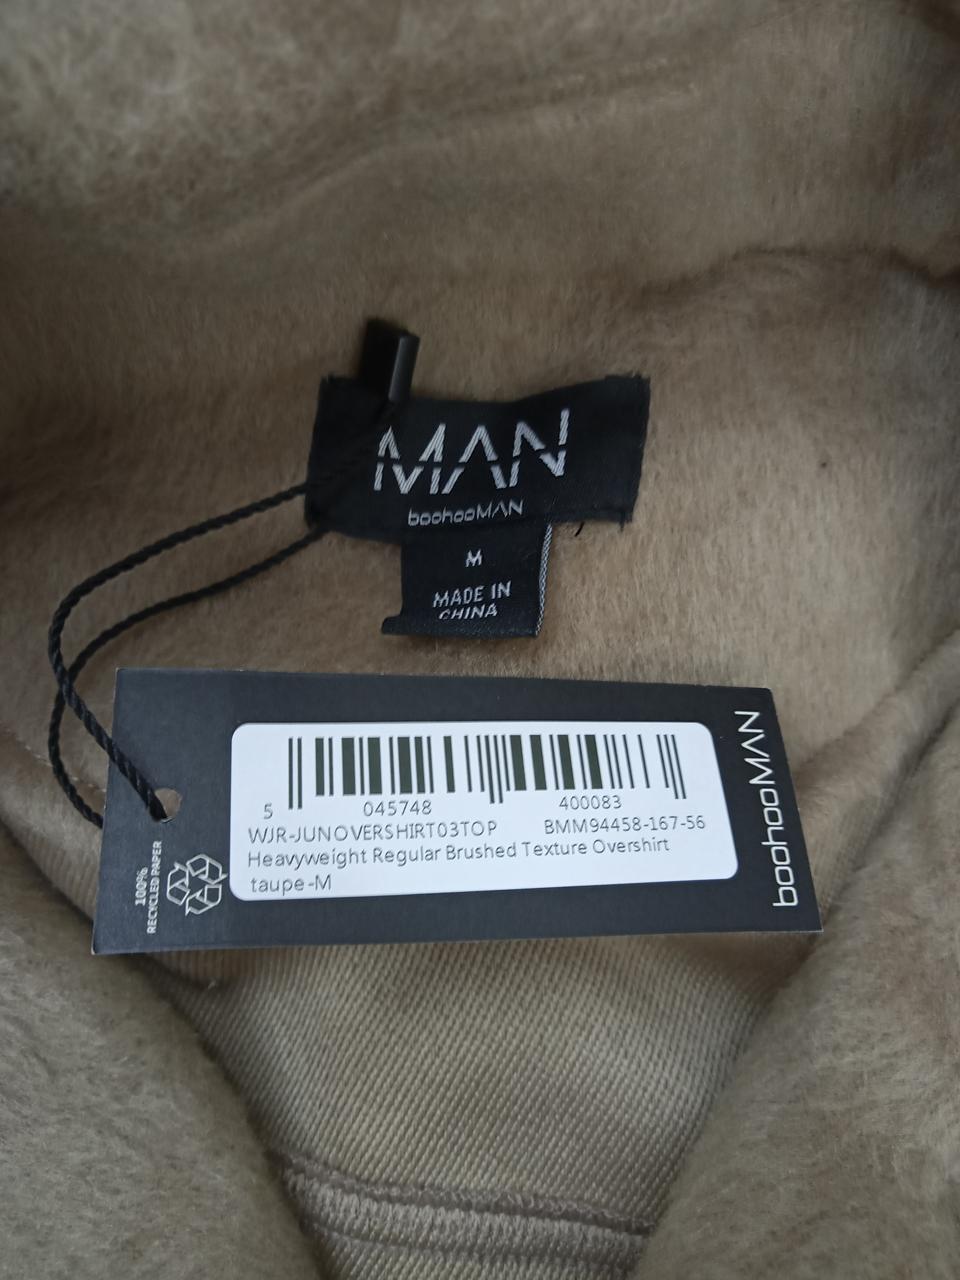 MAN
boohooMAN
M
MADE IN
CHINA
5 045748 400083
WJR-JUNOVERSHIRT03TOP BMM94458-167-56
Heavyweight Regular Brushed Texture Overshirt
taupe-M
100%
RECYCLED PAPER
boohooMAN